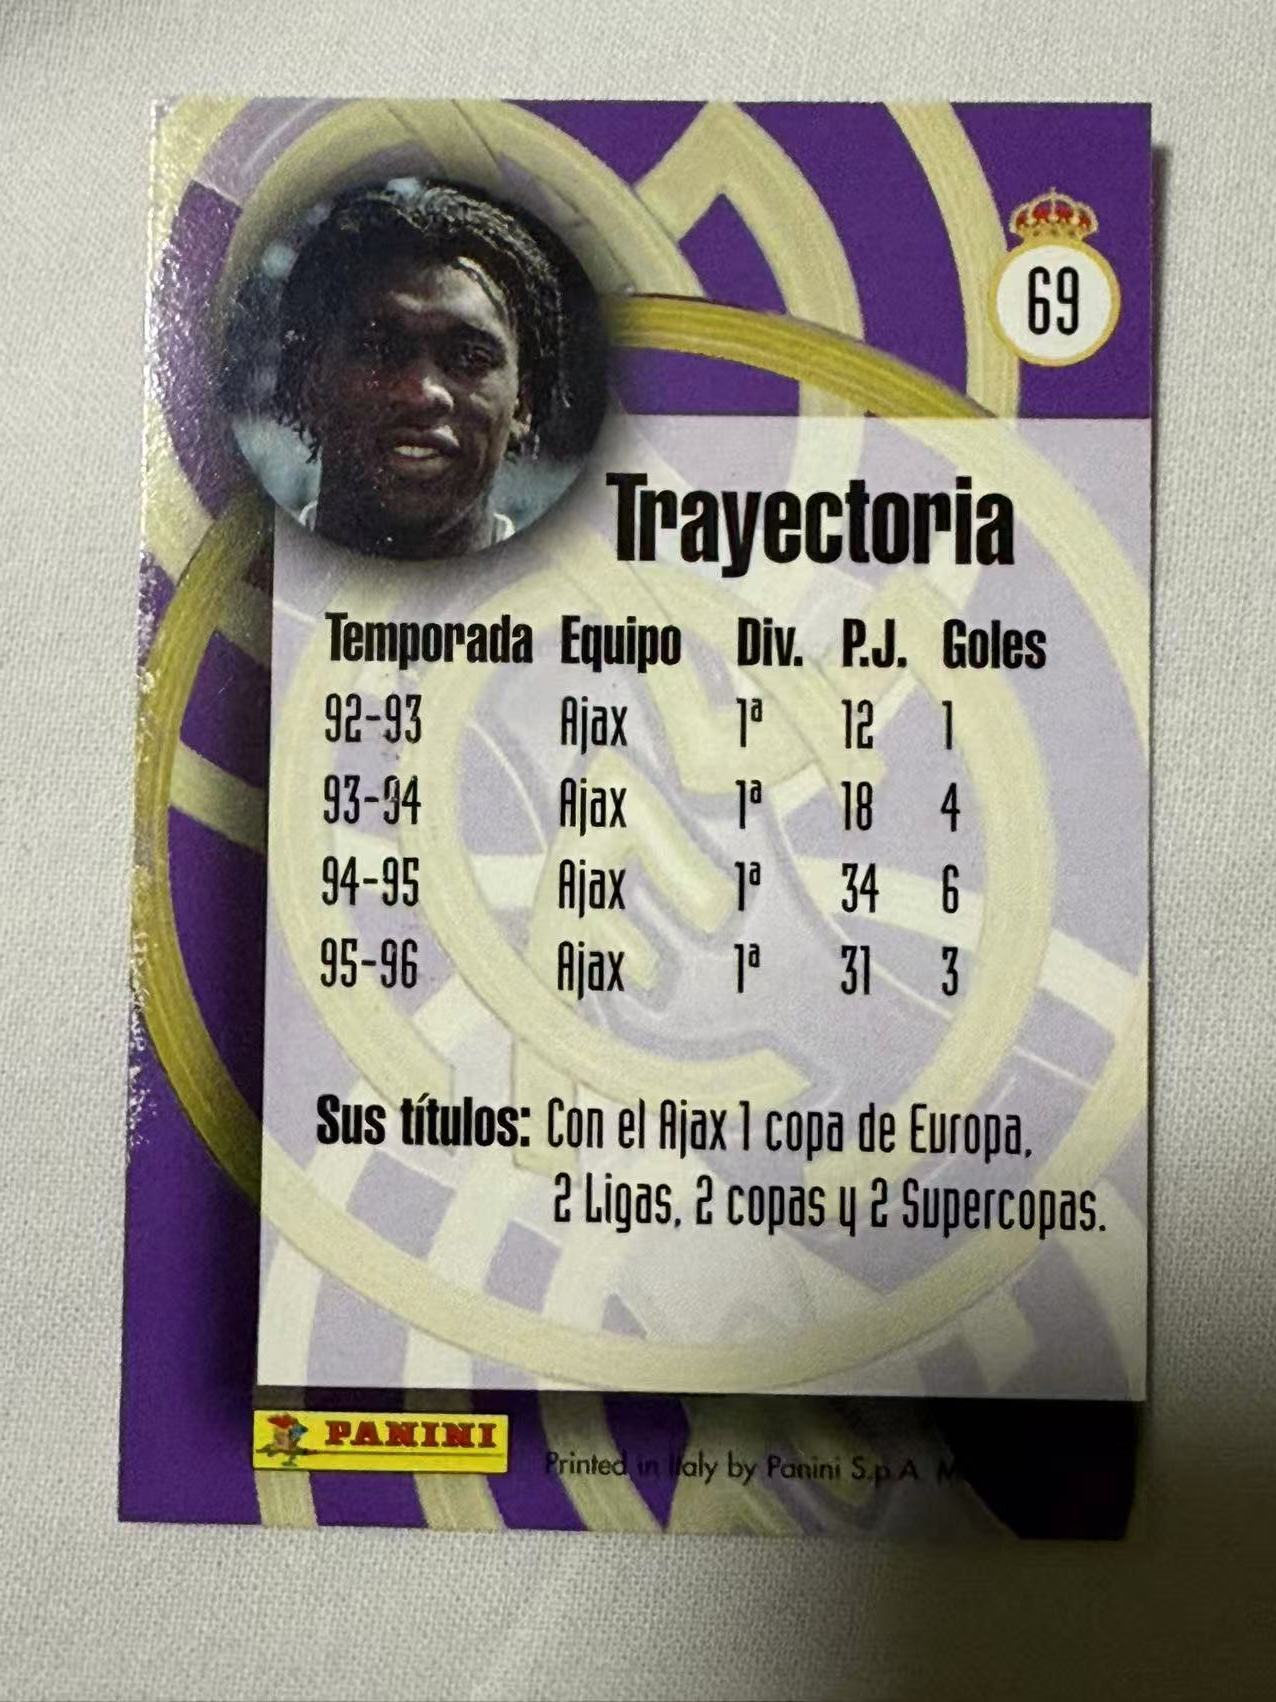 69
Trayectoria
Temporada Equipo Div. P.J. Goles
92-93 Ajax 1ª 12 1
93-94 Ajax 1ª 18 4
94-95 Ajax 1ª 34 6
95-96 Ajax 1ª 31 3
Sus títulos: Con el Ajax 1 copa de Europa,
2 Ligas, 2 copas y 2 Supercopas.
PANINI
Printed in Italy by Panini S.p.A